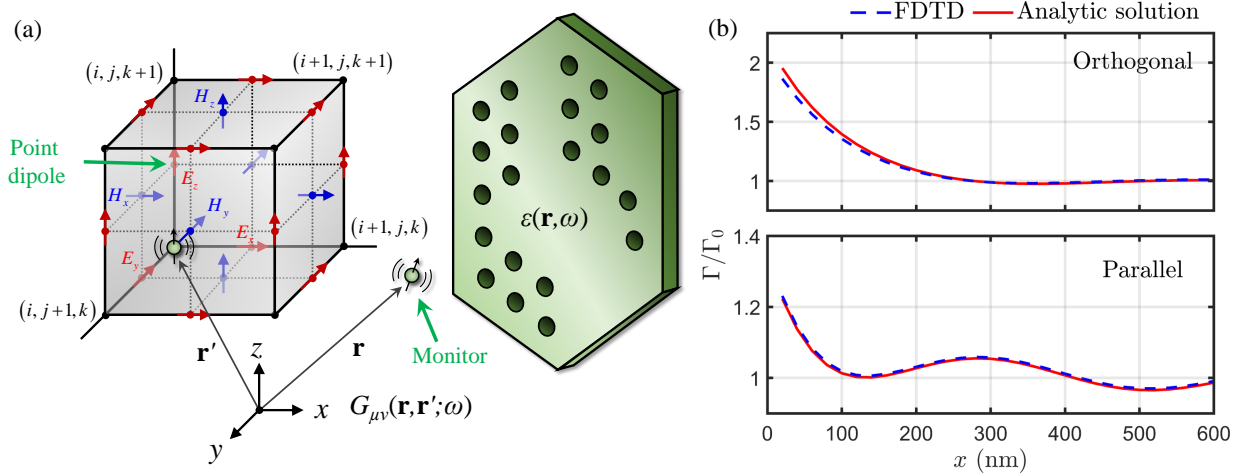 (a)
(i, j, k+1)
(i+1, j, k+1)
H_z
Point
dipole
E_z
H_x
H_y
ε(r,ω)
(i+1, j, k)
E_x
E_y
(i, j+1, k)
r′
r
Monitor
z
x
y
G_μν(r,r′;ω)
(b)
FDTD
Analytic solution
Orthogonal
2
1.5
1
Γ/Γ_0
1.4
Parallel
1.2
1
0
100
200
300
400
500
600
x (nm)